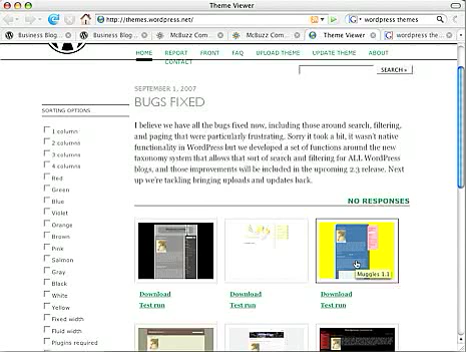 Theme Viewer
http://themes.wordpress.net/
wordpress themes
Business Blog...
Business Blog...
McBuzz Com...
McBuzz Com...
Theme Viewer
wordpress the...
HOME REPORT FRONT FAQ UPLOAD THEME UPDATE THEME ABOUT
CONTACT
SEARCH »
SEPTEMBER 1, 2007
BUGS FIXED
SORTING OPTIONS
1 column
2 columns
3 columns
4 columns
Red
Green
Blue
Violet
Orange
Brown
Pink
Salmon
Gray
Black
White
Yellow
Fixed width
Fluid width
Plugins required
I believe we have all the bugs fixed now, including those around search, filtering,
and paging that were particularly frustrating. Sorry it took a bit, it wasn't native
functionality in WordPress but we developed a set of functions around the new
taxonomy system that allows that sort of search and filtering for ALL WordPress
blogs, and those improvements will be included in the upcoming 2.3 release. Next
up we're tackling bringing uploads and updates back.
NO RESPONSES
Muggles 1.1
Download Download Download
Test run Test run Test run